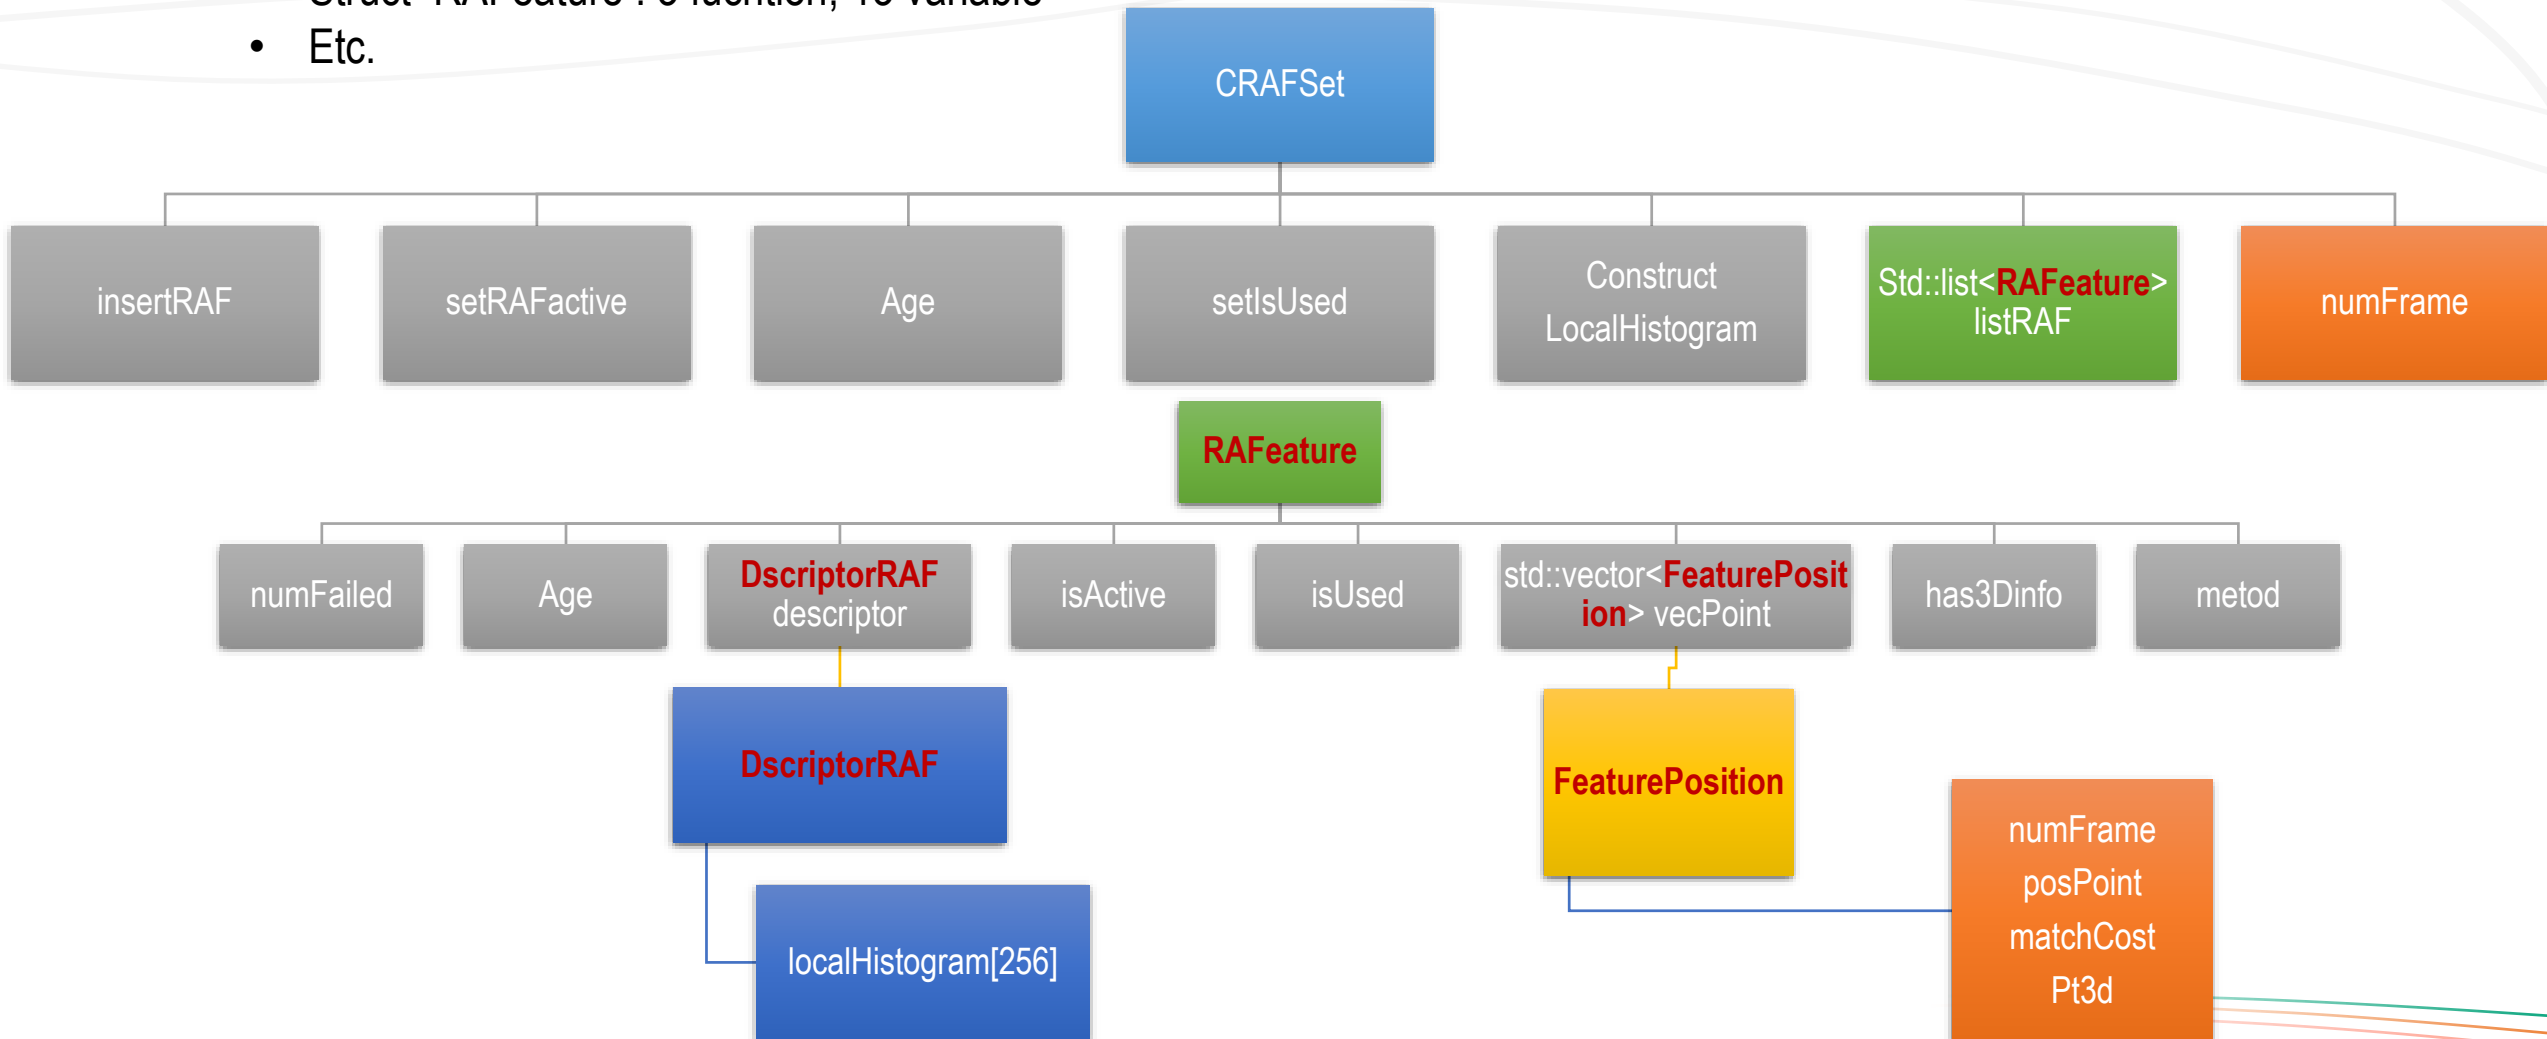 • Etc.
CRAFSet
insertRAF
setRAFactive
Age
setIsUsed
Construct
LocalHistogram
Std::list<RAFeature>
listRAF
numFrame
RAFeature
numFailed
Age
DscriptorRAF
descriptor
isActive
isUsed
std::vector<FeaturePosit
ion> vecPoint
has3Dinfo
metod
DscriptorRAF
FeaturePosition
localHistogram[256]
numFrame
posPoint
matchCost
Pt3d